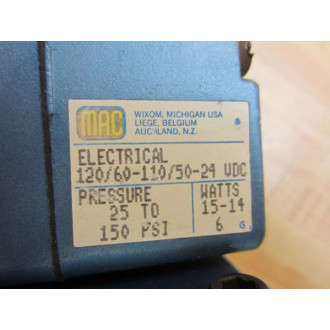 MAC
WIXOM, MICHIGAN USA
LIEGE, BELGIUM
AUCKLAND, N.Z.
ELECTRICAL
120/60-110/50-24 VDC
PRESSURE WATTS
25 TO 15-14
150 PSI 6 G